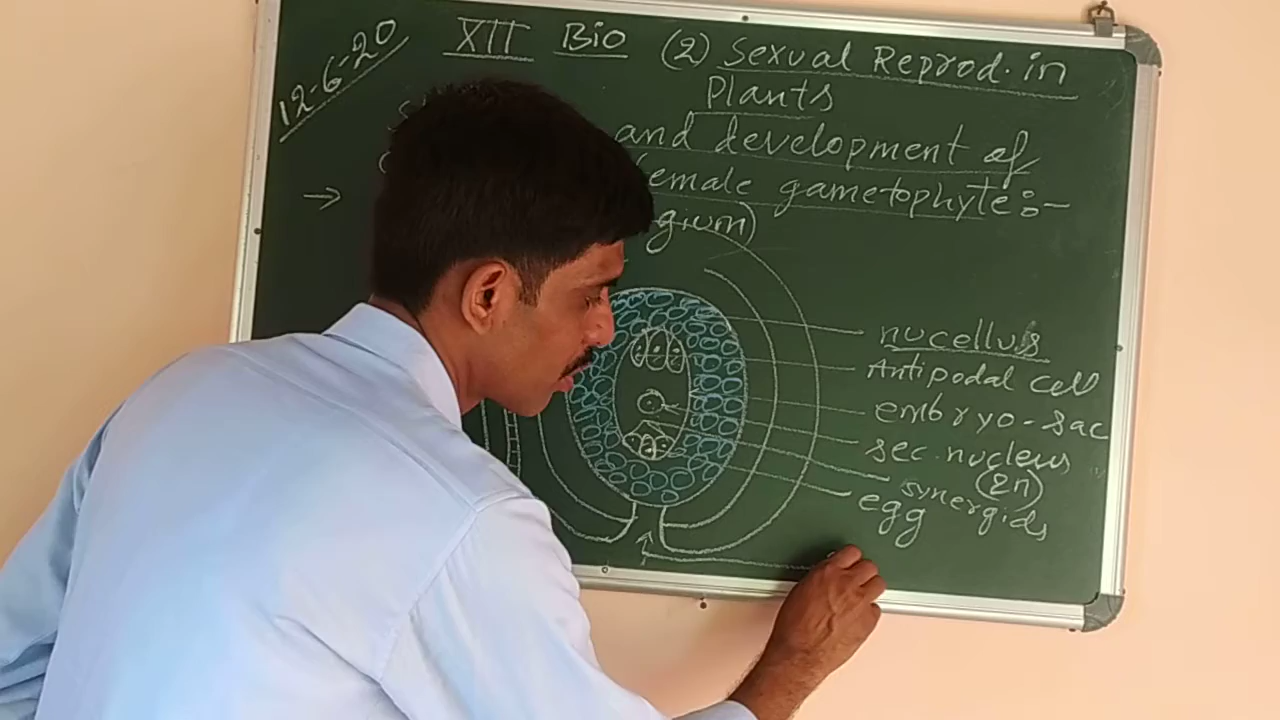 12-6-20
XII Bio (2) Sexual Reprod. in
Plants
and development of
female gametophyte:-
gium)
nucellus
Antipodal cell
embryo-sac
sec. nucleus
(2n)
synergids
egg